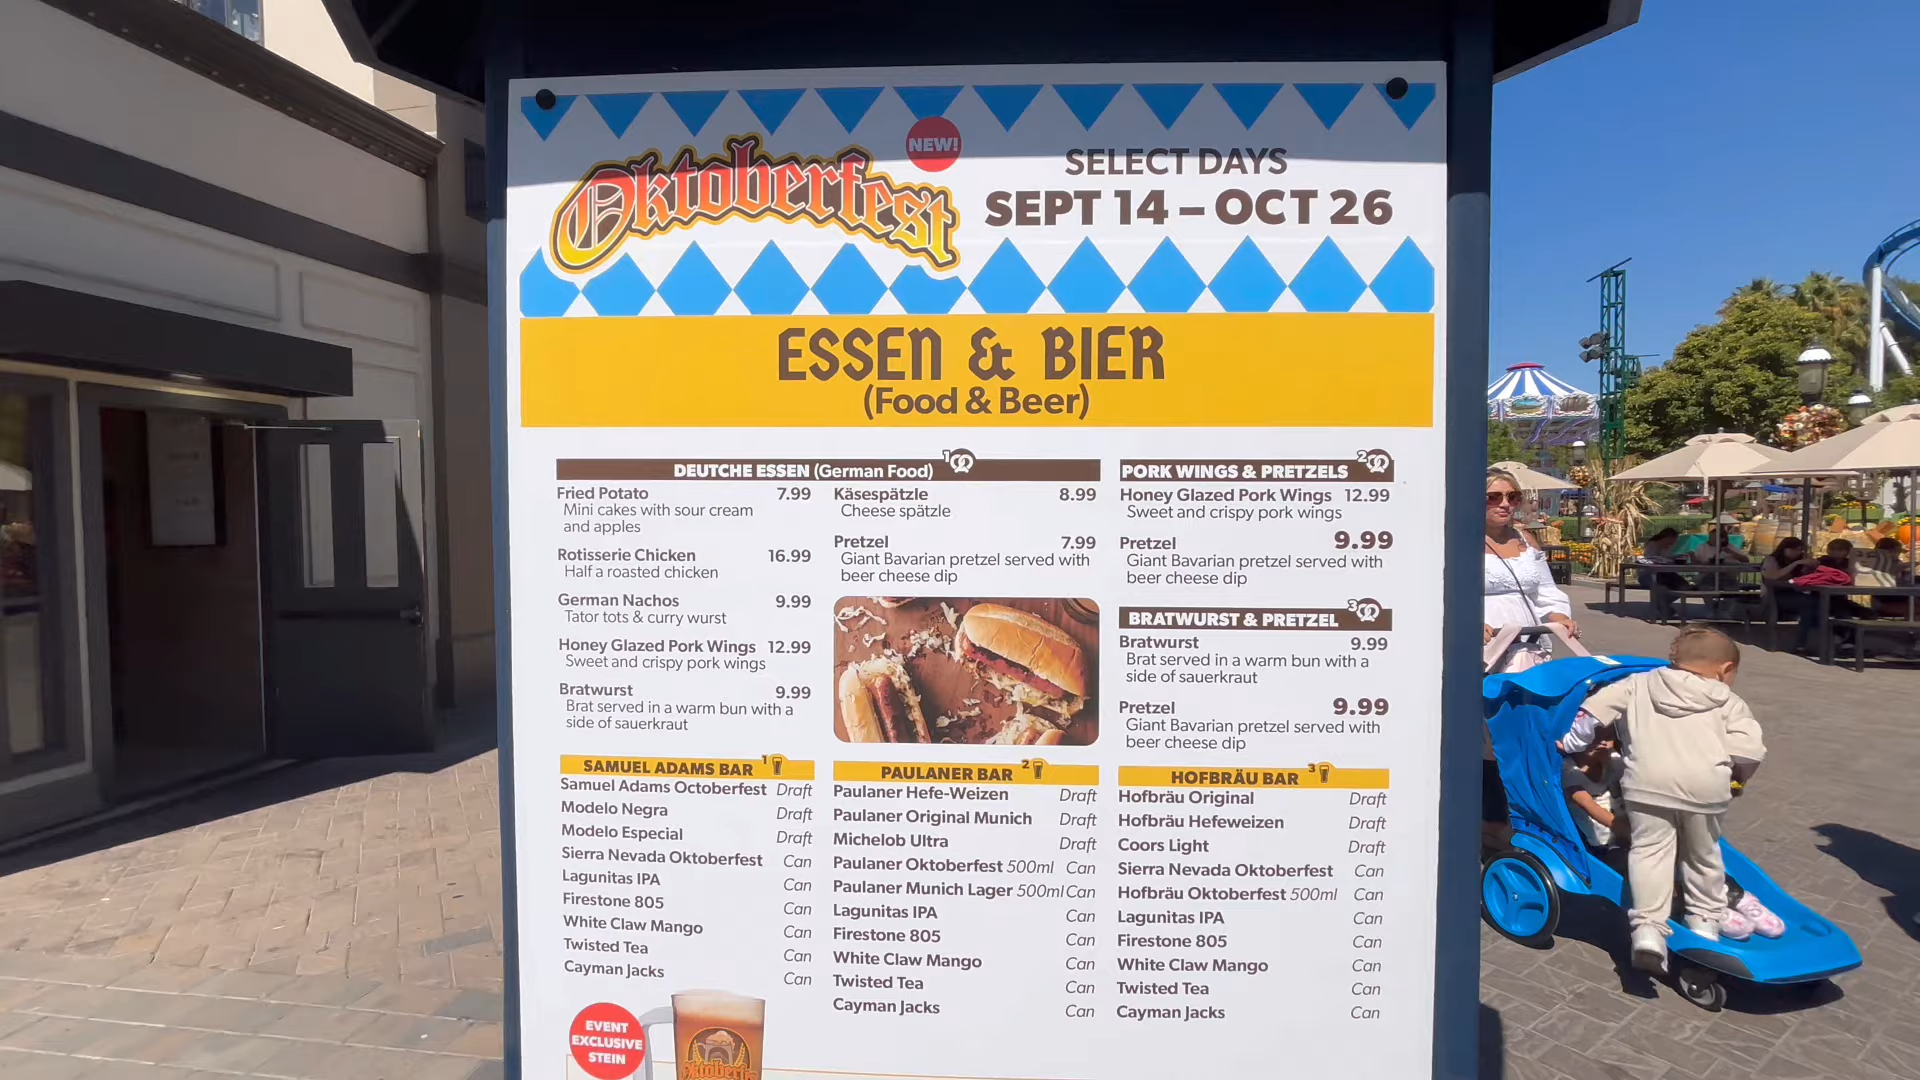 Oktoberfest
NEW!
SELECT DAYS
SEPT 14 – OCT 26
ESSEN & BIER
(Food & Beer)
DEUTCHE ESSEN (German Food) 1
Fried Potato 7.99
Mini cakes with sour cream
and apples
Rotisserie Chicken 16.99
Half a roasted chicken
German Nachos 9.99
Tator tots & curry wurst
Honey Glazed Pork Wings 12.99
Sweet and crispy pork wings
Bratwurst 9.99
Brat served in a warm bun with a
side of sauerkraut
Käsespätzle 8.99
Cheese spätzle
Pretzel 7.99
Giant Bavarian pretzel served with
beer cheese dip
PORK WINGS & PRETZELS 2
Honey Glazed Pork Wings 12.99
Sweet and crispy pork wings
Pretzel 9.99
Giant Bavarian pretzel served with
beer cheese dip
BRATWURST & PRETZEL 3
Bratwurst 9.99
Brat served in a warm bun with a
side of sauerkraut
Pretzel 9.99
Giant Bavarian pretzel served with
beer cheese dip
SAMUEL ADAMS BAR 1
Samuel Adams Octoberfest Draft
Modelo Negra Draft
Modelo Especial Draft
Sierra Nevada Oktoberfest Can
Lagunitas IPA Can
Firestone 805 Can
White Claw Mango Can
Twisted Tea Can
Cayman Jacks Can
PAULANER BAR 2
Paulaner Hefe-Weizen Draft
Paulaner Original Munich Draft
Michelob Ultra Draft
Paulaner Oktoberfest 500ml Can
Paulaner Munich Lager 500ml Can
Lagunitas IPA Can
Firestone 805 Can
White Claw Mango Can
Twisted Tea Can
Cayman Jacks Can
HOFBRÄU BAR 3
Hofbräu Original Draft
Hofbräu Hefeweizen Draft
Coors Light Draft
Sierra Nevada Oktoberfest Can
Hofbräu Oktoberfest 500ml Can
Lagunitas IPA Can
Firestone 805 Can
White Claw Mango Can
Twisted Tea Can
Cayman Jacks Can
EVENT
EXCLUSIVE
STEIN
Oktoberfest